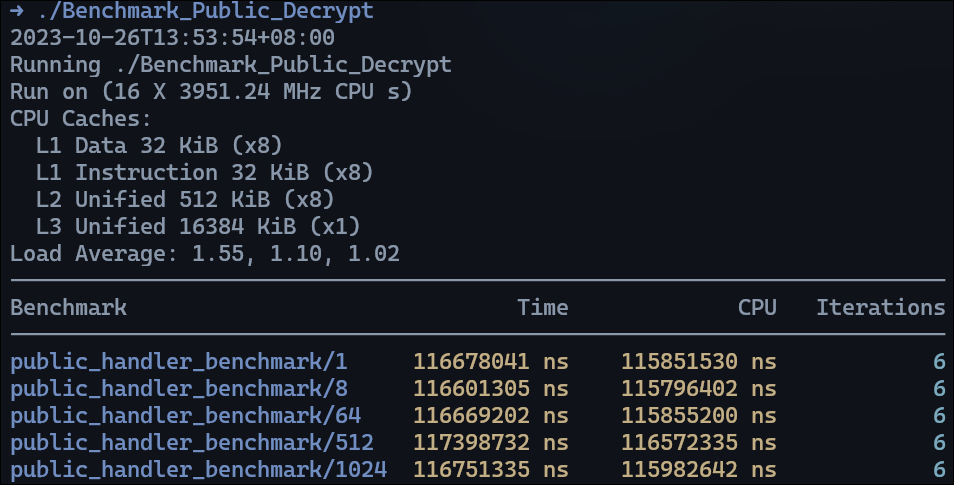 → ./Benchmark_Public_Decrypt
2023-10-26T13:53:54+08:00
Running ./Benchmark_Public_Decrypt
Run on (16 X 3951.24 MHz CPU s)
CPU Caches:
  L1 Data 32 KiB (x8)
  L1 Instruction 32 KiB (x8)
  L2 Unified 512 KiB (x8)
  L3 Unified 16384 KiB (x1)
Load Average: 1.55, 1.10, 1.02
Benchmark Time CPU Iterations
public_handler_benchmark/1 116678041 ns 115851530 ns 6
public_handler_benchmark/8 116601305 ns 115796402 ns 6
public_handler_benchmark/64 116669202 ns 115855200 ns 6
public_handler_benchmark/512 117398732 ns 116572335 ns 6
public_handler_benchmark/1024 116751335 ns 115982642 ns 6